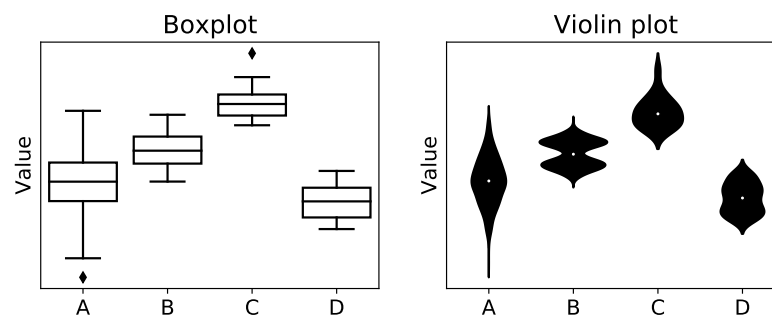 Boxplot
Value
A B C D
Violin plot
Value
A B C D